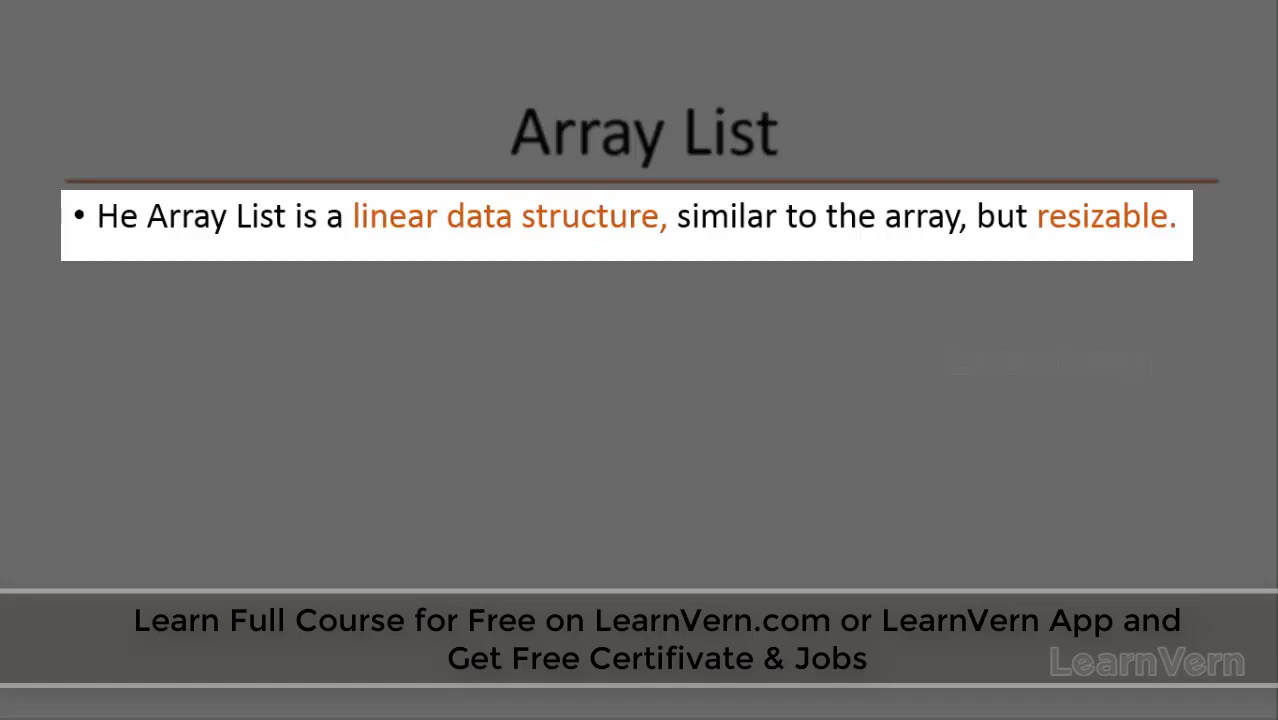 Array List
• He Array List is a linear data structure, similar to the array, but resizable.
Learn Full Course for Free on LearnVern.com or LearnVern App and
Get Free Certifivate & Jobs
LearnVern